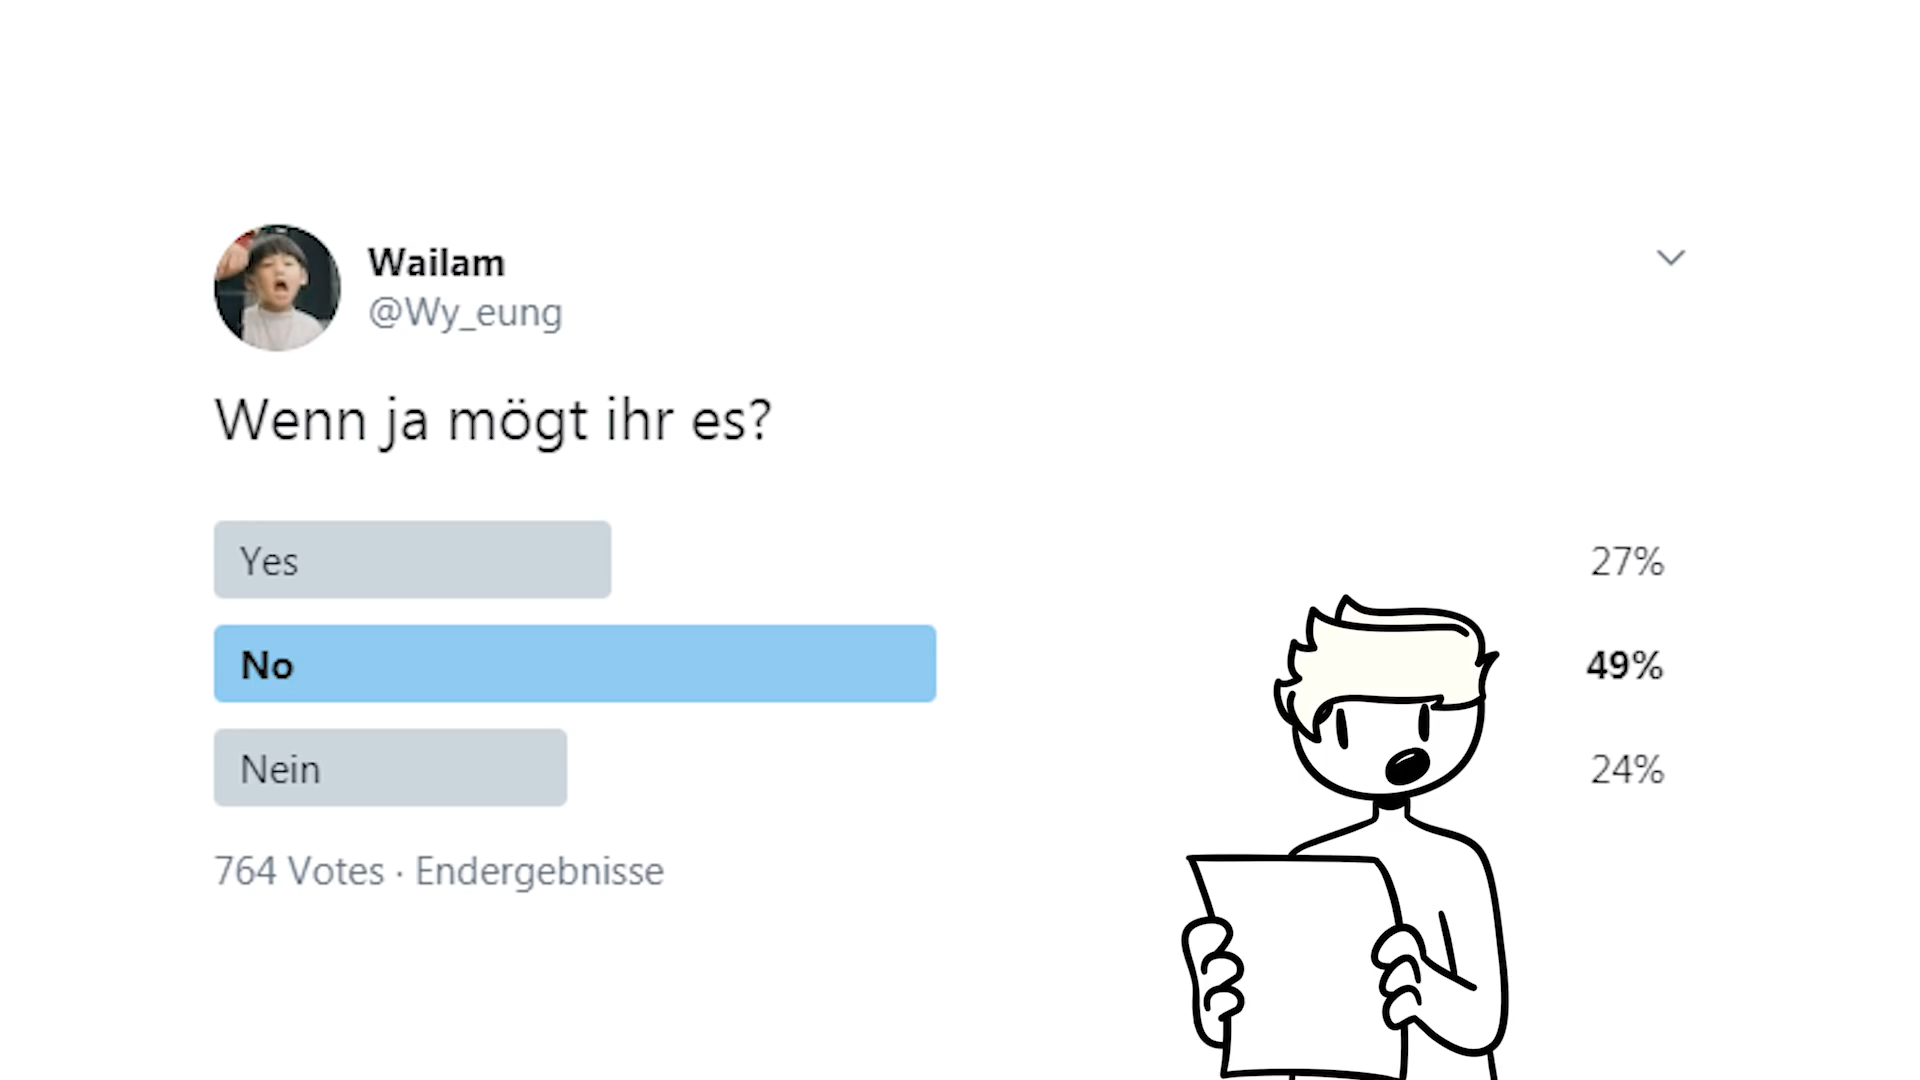 Wailam
@Wy_eung
Wenn ja mögt ihr es?
Yes 27%
No 49%
Nein 24%
764 Votes · Endergebnisse